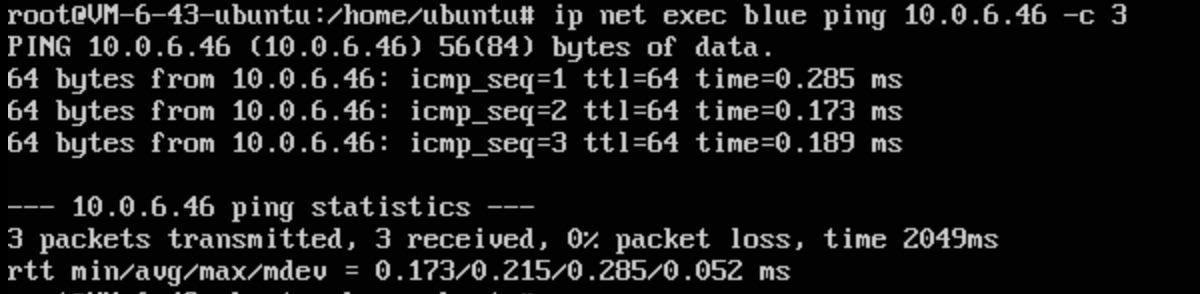 root@VM-6-43-ubuntu:/home/ubuntu# ip net exec blue ping 10.0.6.46 -c 3
PING 10.0.6.46 (10.0.6.46) 56(84) bytes of data.
64 bytes from 10.0.6.46: icmp_seq=1 ttl=64 time=0.285 ms
64 bytes from 10.0.6.46: icmp_seq=2 ttl=64 time=0.173 ms
64 bytes from 10.0.6.46: icmp_seq=3 ttl=64 time=0.189 ms
--- 10.0.6.46 ping statistics ---
3 packets transmitted, 3 received, 0% packet loss, time 2049ms
rtt min/avg/max/mdev = 0.173/0.215/0.285/0.052 ms